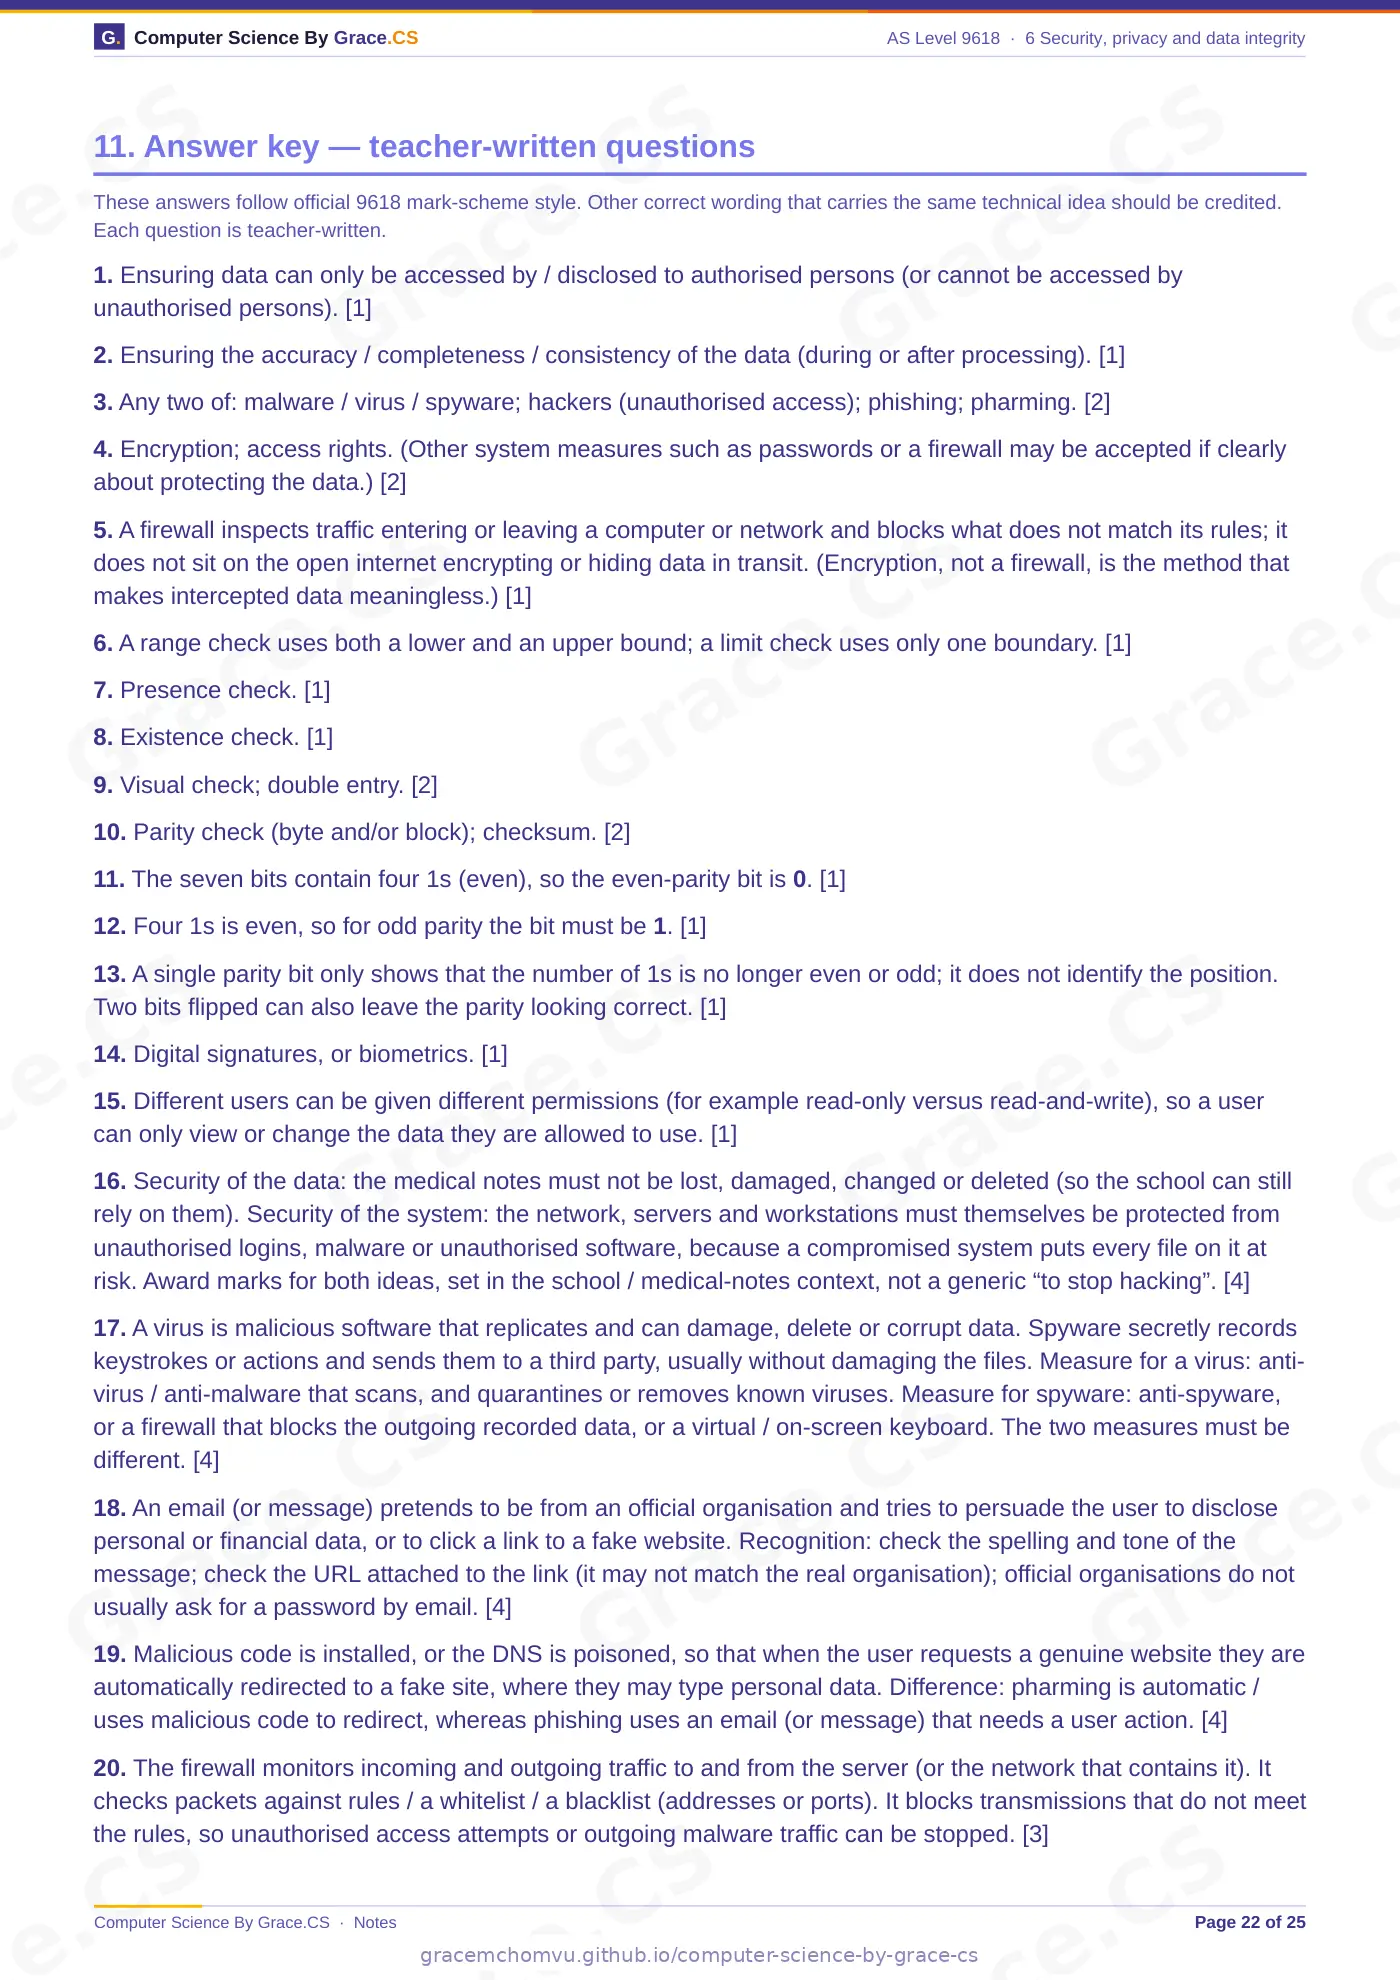 G. Computer Science By Grace.CS
AS Level 9618 · 6 Security, privacy and data integrity
11. Answer key — teacher-written questions
These answers follow official 9618 mark-scheme style. Other correct wording that carries the same technical idea should be credited.
Each question is teacher-written.
1. Ensuring data can only be accessed by / disclosed to authorised persons (or cannot be accessed by
unauthorised persons). [1]
2. Ensuring the accuracy / completeness / consistency of the data (during or after processing). [1]
3. Any two of: malware / virus / spyware; hackers (unauthorised access); phishing; pharming. [2]
4. Encryption; access rights. (Other system measures such as passwords or a firewall may be accepted if clearly
about protecting the data.) [2]
5. A firewall inspects traffic entering or leaving a computer or network and blocks what does not match its rules; it
does not sit on the open internet encrypting or hiding data in transit. (Encryption, not a firewall, is the method that
makes intercepted data meaningless.) [1]
6. A range check uses both a lower and an upper bound; a limit check uses only one boundary. [1]
7. Presence check. [1]
8. Existence check. [1]
9. Visual check; double entry. [2]
10. Parity check (byte and/or block); checksum. [2]
11. The seven bits contain four 1s (even), so the even-parity bit is 0. [1]
12. Four 1s is even, so for odd parity the bit must be 1. [1]
13. A single parity bit only shows that the number of 1s is no longer even or odd; it does not identify the position.
Two bits flipped can also leave the parity looking correct. [1]
14. Digital signatures, or biometrics. [1]
15. Different users can be given different permissions (for example read-only versus read-and-write), so a user
can only view or change the data they are allowed to use. [1]
16. Security of the data: the medical notes must not be lost, damaged, changed or deleted (so the school can still
rely on them). Security of the system: the network, servers and workstations must themselves be protected from
unauthorised logins, malware or unauthorised software, because a compromised system puts every file on it at
risk. Award marks for both ideas, set in the school / medical-notes context, not a generic “to stop hacking”. [4]
17. A virus is malicious software that replicates and can damage, delete or corrupt data. Spyware secretly records
keystrokes or actions and sends them to a third party, usually without damaging the files. Measure for a virus: anti-
virus / anti-malware that scans, and quarantines or removes known viruses. Measure for spyware: anti-spyware,
or a firewall that blocks the outgoing recorded data, or a virtual / on-screen keyboard. The two measures must be
different. [4]
18. An email (or message) pretends to be from an official organisation and tries to persuade the user to disclose
personal or financial data, or to click a link to a fake website. Recognition: check the spelling and tone of the
message; check the URL attached to the link (it may not match the real organisation); official organisations do not
usually ask for a password by email. [4]
19. Malicious code is installed, or the DNS is poisoned, so that when the user requests a genuine website they are
automatically redirected to a fake site, where they may type personal data. Difference: pharming is automatic /
uses malicious code to redirect, whereas phishing uses an email (or message) that needs a user action. [4]
20. The firewall monitors incoming and outgoing traffic to and from the server (or the network that contains it). It
checks packets against rules / a whitelist / a blacklist (addresses or ports). It blocks transmissions that do not meet
the rules, so unauthorised access attempts or outgoing malware traffic can be stopped. [3]
Computer Science By Grace.CS · Notes
Page 22 of 25
gracemchomvu.github.io/computer-science-by-grace-cs